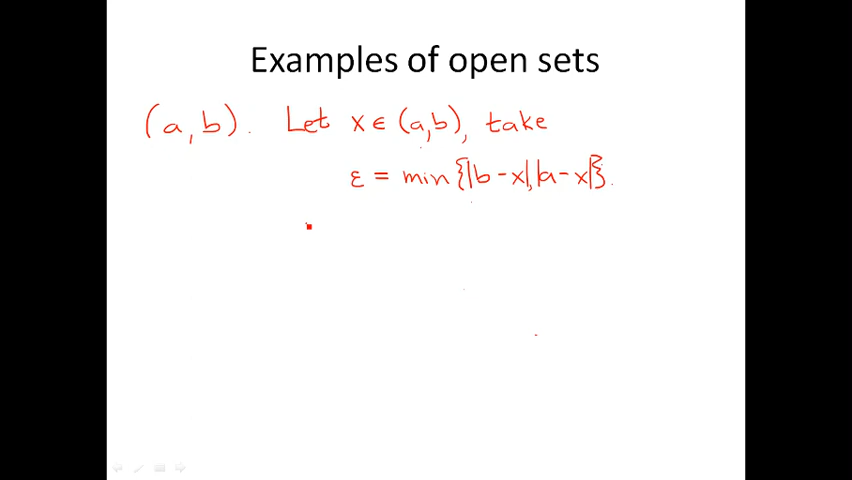 Examples of open sets
(a, b). Let x ∈ (a,b), take
ε = min{|b - x|, |a - x|}.